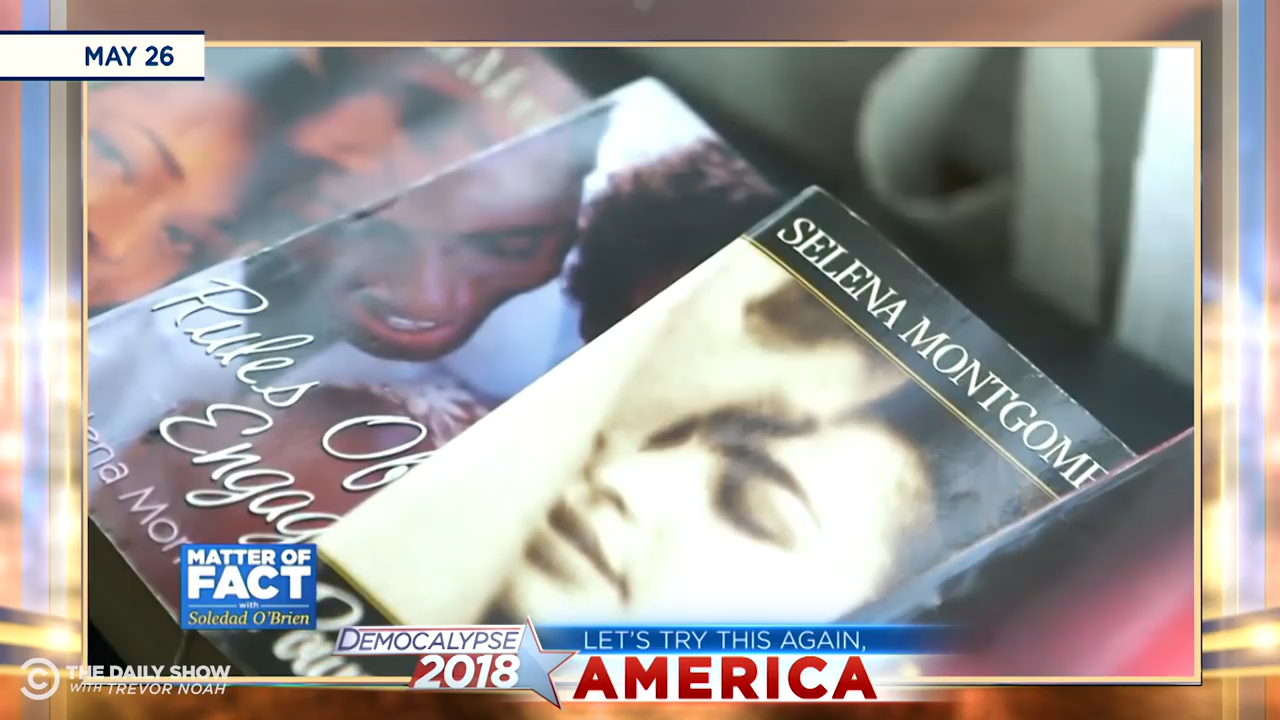 MAY 26
SELENA MONTGOME
Rules Of
Engag
MATTER OF
FACT
with
Soledad O'Brien
DEMOCALYPSE
2018
LET'S TRY THIS AGAIN,
AMERICA
THE DAILY SHOW
WITH TREVOR NOAH